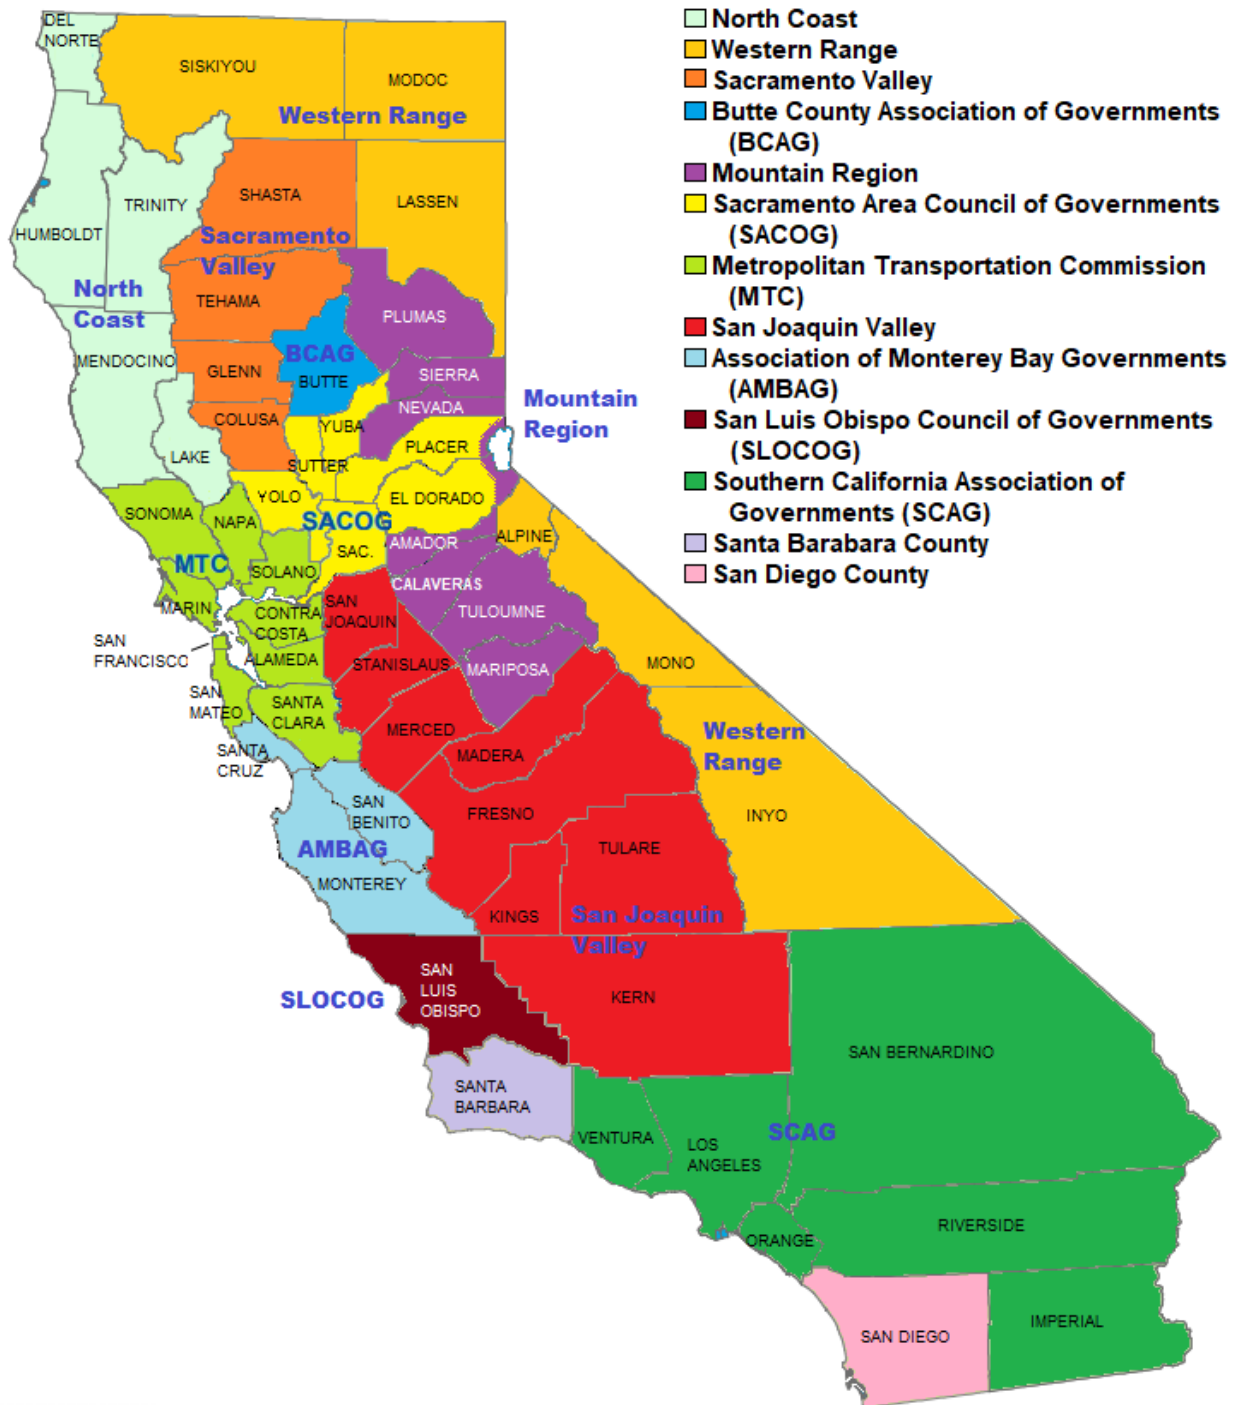 North Coast
Western Range
Sacramento Valley
Butte County Association of Governments
(BCAG)
Mountain Region
Sacramento Area Council of Governments
(SACOG)
Metropolitan Transportation Commission
(MTC)
San Joaquin Valley
Association of Monterey Bay Governments
(AMBAG)
San Luis Obispo Council of Governments
(SLOCOG)
Southern California Association of
Governments (SCAG)
Santa Barabara County
San Diego County
DEL
NORTE
SISKIYOU
MODOC
Western Range
SHASTA
LASSEN
TRINITY
HUMBOLDT
Sacramento
Valley
North
Coast
TEHAMA
PLUMAS
MENDOCINO
GLENN
BCAG
BUTTE
SIERRA
NEVADA
Mountain
Region
COLUSA
YUBA
PLACER
LAKE
SUTTER
YOLO
EL DORADO
SONOMA
NAPA
SACOG
SAC.
AMADOR
ALPINE
MTC
SOLANO
CALAVERAS
MARIN
CONTRA
COSTA
SAN
JOAQUIN
TULOUMNE
SAN
FRANCISCO
ALAMEDA
STANISLAUS
MARIPOSA
MONO
SAN
MATEO
SANTA
CLARA
MERCED
MADERA
Western
Range
SANTA
CRUZ
SAN
BENITO
FRESNO
INYO
AMBAG
TULARE
MONTEREY
KINGS
San Joaquin
Valley
SLOCOG
SAN
LUIS
OBISPO
KERN
SAN BERNARDINO
SANTA
BARBARA
VENTURA
LOS
ANGELES
SCAG
ORANGE
RIVERSIDE
SAN DIEGO
IMPERIAL